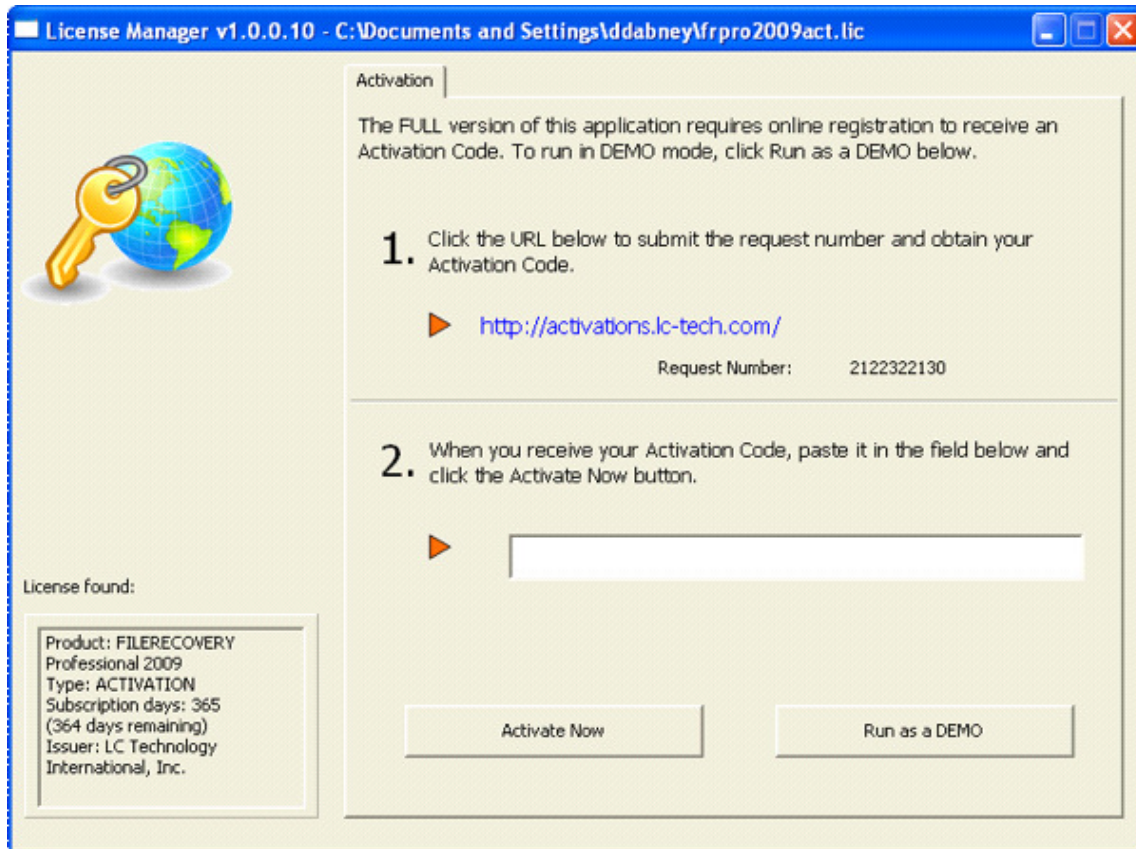 License Manager v1.0.0.10 - C:\Documents and Settings\ddabney\frpro2009act.lic
Activation
The FULL version of this application requires online registration to receive an
Activation Code. To run in DEMO mode, click Run as a DEMO below.
1. Click the URL below to submit the request number and obtain your
Activation Code.
http://activations.lc-tech.com/
Request Number: 2122322130
2. When you receive your Activation Code, paste it in the field below and
click the Activate Now button.
License found:
Product: FILERECOVERY
Professional 2009
Type: ACTIVATION
Subscription days: 365
(364 days remaining)
Issuer: LC Technology
International, Inc.
Activate Now
Run as a DEMO